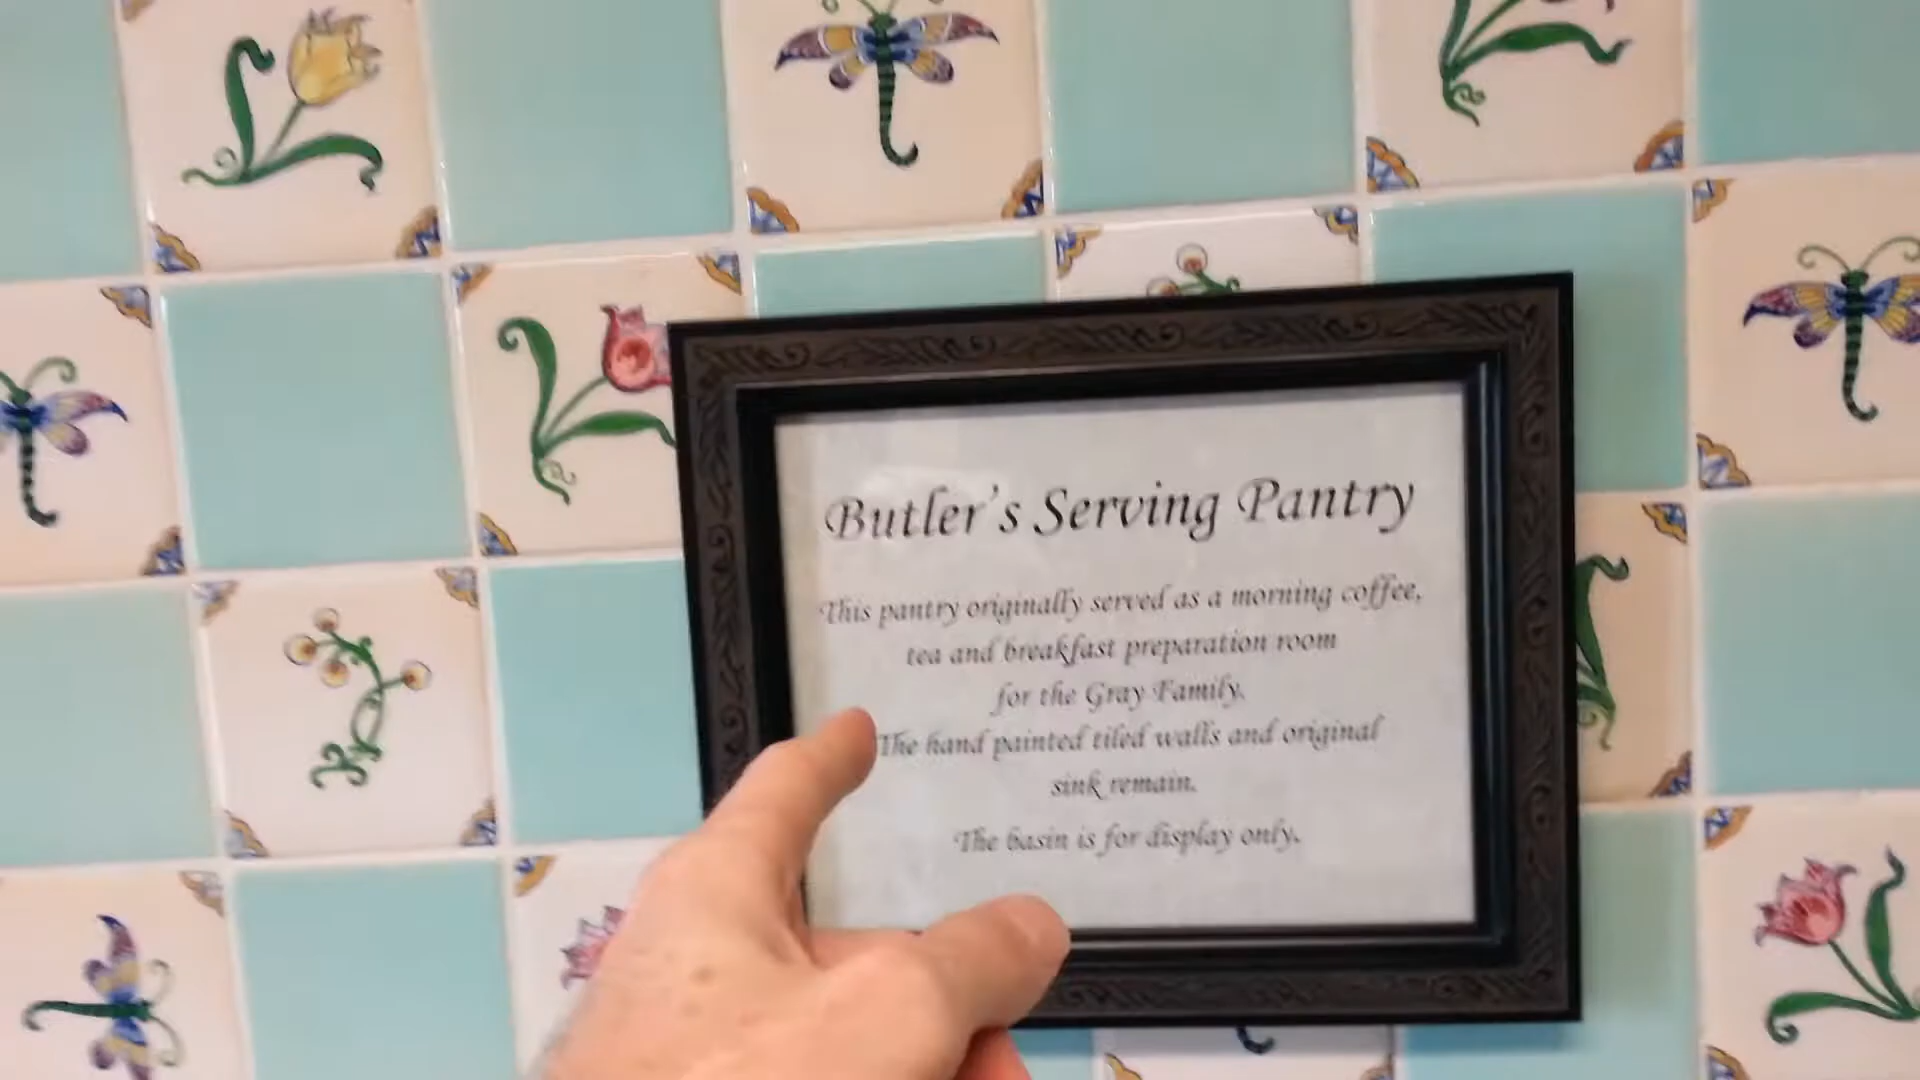 Butler's Serving Pantry
This pantry originally served as a morning coffee,
tea and breakfast preparation room
for the Gray Family.
The hand painted tiled walls and original
sink remain.
The basin is for display only.